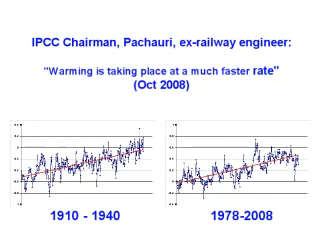 IPCC Chairman, Pachauri, ex-railway engineer:
"Warming is taking place at a much faster rate"
(Oct 2008)
1910 - 1940
1978-2008